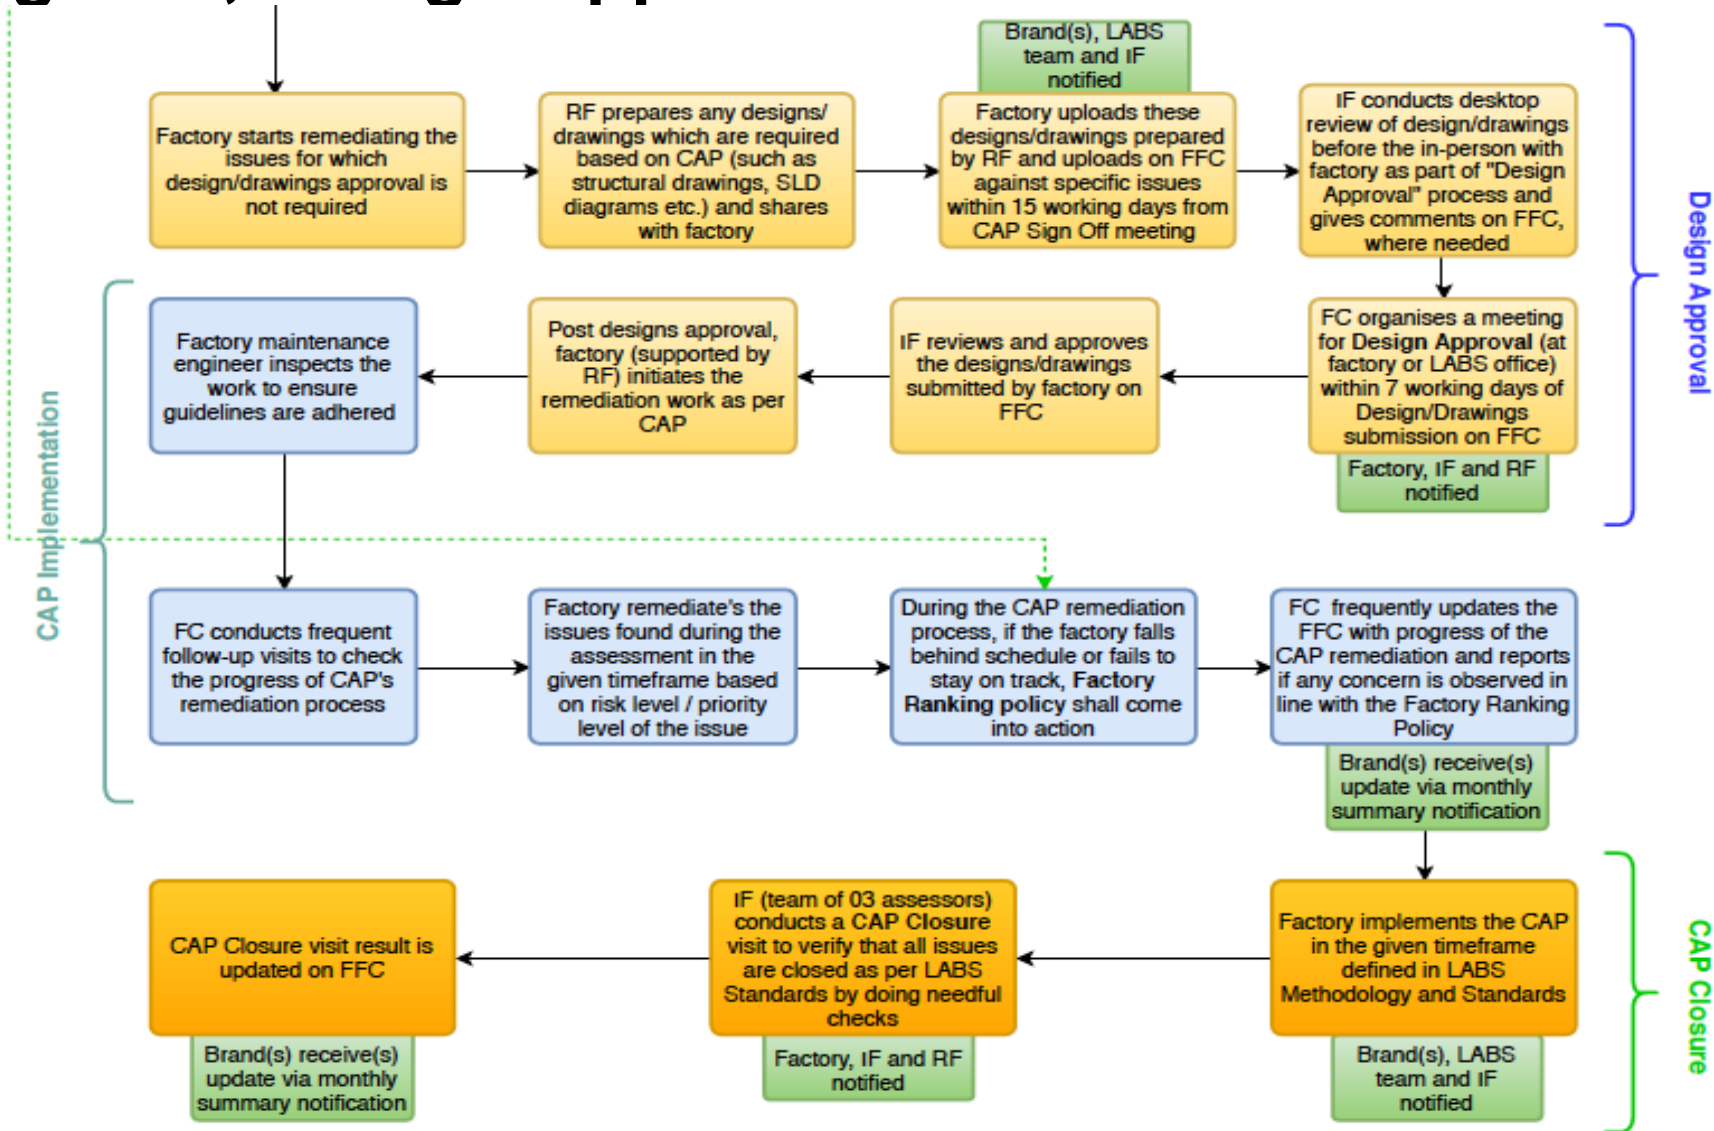 Brand(s), LABS
team and IF
notified
Factory starts remediating the
issues for which
design/drawings approval is
not required
RF prepares any designs/
drawings which are required
based on CAP (such as
structural drawings, SLD
diagrams etc.) and shares
with factory
Factory uploads these
designs/drawings prepared
by RF and uploads on FFC
against specific issues
within 15 working days from
CAP Sign Off meeting
IF conducts desktop
review of design/drawings
before the in-person with
factory as part of "Design
Approval" process and
gives comments on FFC,
where needed
Design Approval
FC organises a meeting
for Design Approval (at
factory or LABS office)
within 7 working days of
Design/Drawings
submission on FFC
Factory, IF and RF
notified
IF reviews and approves
the designs/drawings
submitted by factory on
FFC
Post designs approval,
factory (supported by
RF) initiates the
remediation work as per
CAP
Factory maintenance
engineer inspects the
work to ensure
guidelines are adhered
CAP Implementation
FC conducts frequent
follow-up visits to check
the progress of CAP's
remediation process
Factory remediate's the
issues found during the
assessment in the
given timeframe based
on risk level / priority
level of the issue
During the CAP remediation
process, if the factory falls
behind schedule or fails to
stay on track, Factory
Ranking policy shall come
into action
FC frequently updates the
FFC with progress of the
CAP remediation and reports
if any concern is observed in
line with the Factory Ranking
Policy
Brand(s) receive(s)
update via monthly
summary notification
Factory implements the CAP
in the given timeframe
defined in LABS
Methodology and Standards
Brand(s), LABS
team and IF
notified
CAP Closure
IF (team of 03 assessors)
conducts a CAP Closure
visit to verify that all issues
are closed as per LABS
Standards by doing needful
checks
Factory, IF and RF
notified
CAP Closure visit result is
updated on FFC
Brand(s) receive(s)
update via monthly
summary notification